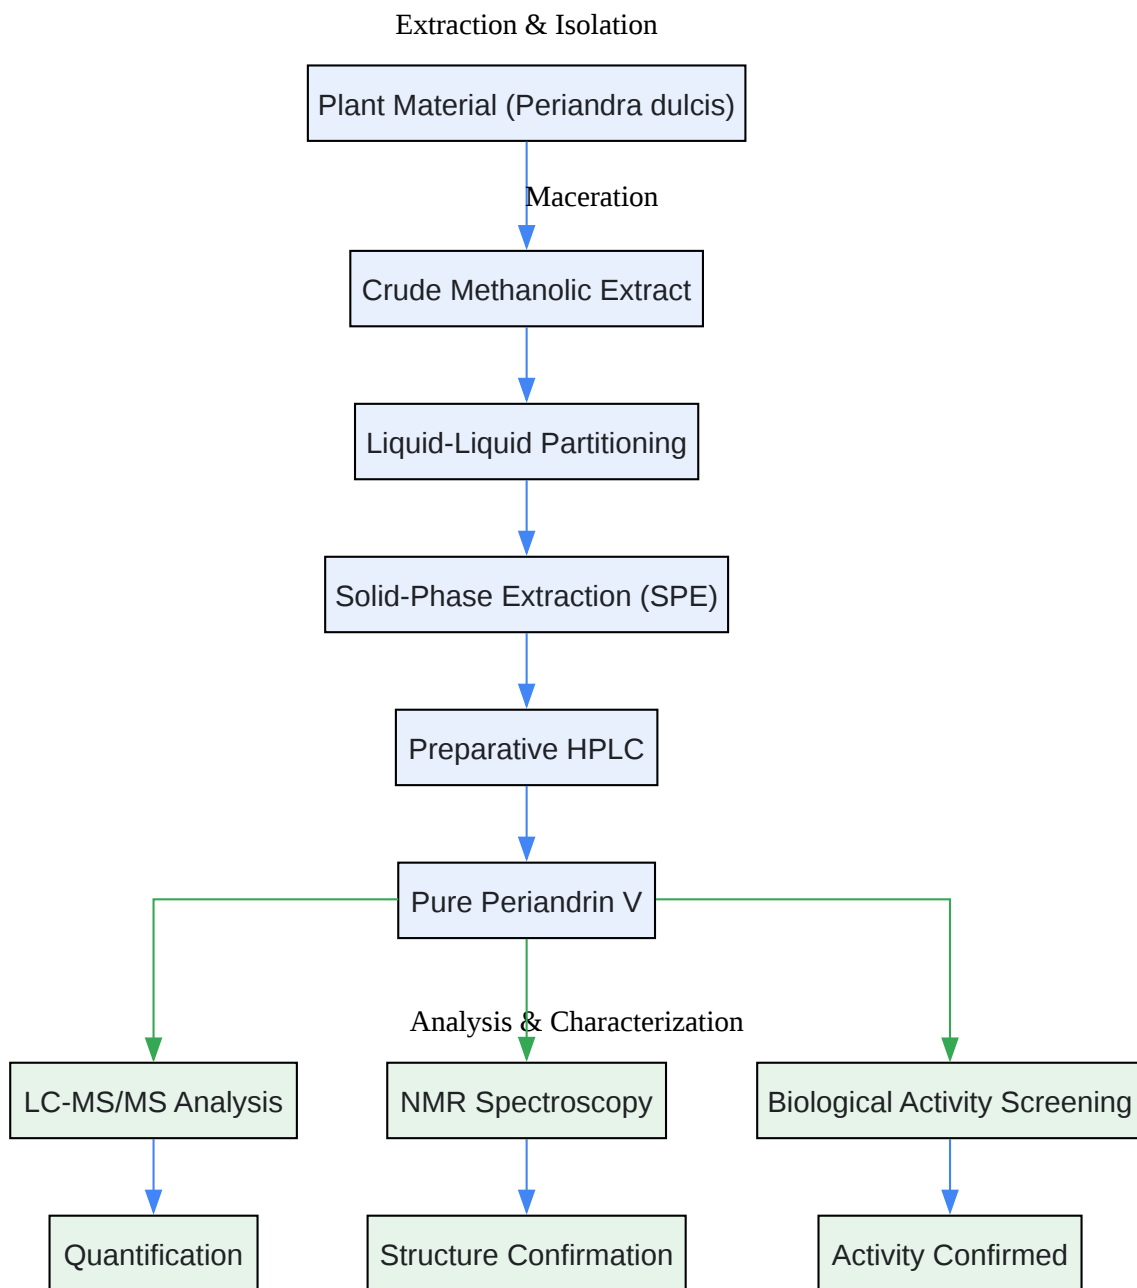 Extraction & Isolation
Plant Material (Periandra dulcis)
Maceration
Crude Methanolic Extract
Liquid-Liquid Partitioning
Solid-Phase Extraction (SPE)
Preparative HPLC
Pure Periandrin V
Analysis & Characterization
LC-MS/MS Analysis
NMR Spectroscopy
Biological Activity Screening
Quantification
Structure Confirmation
Activity Confirmed